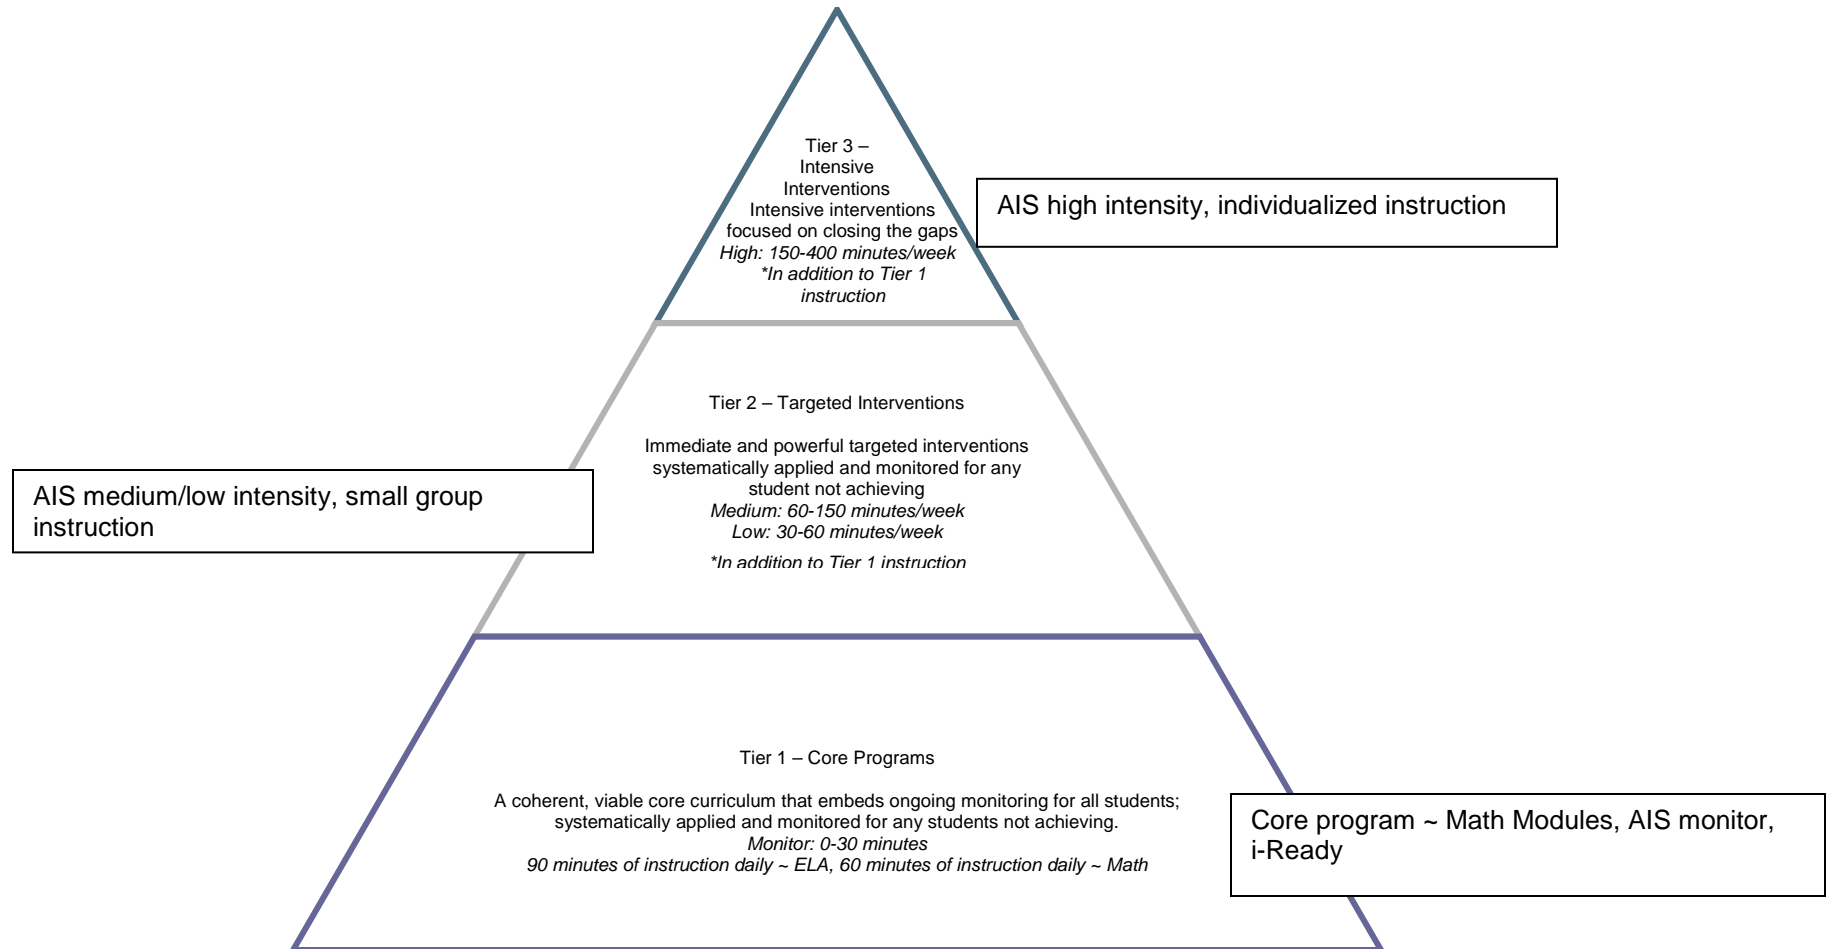 Tier 3 –
Intensive
Interventions
Intensive interventions
focused on closing the gaps
High: 150-400 minutes/week
*In addition to Tier 1
instruction
AIS high intensity, individualized instruction
Tier 2 – Targeted Interventions
Immediate and powerful targeted interventions
systematically applied and monitored for any
student not achieving
Medium: 60-150 minutes/week
Low: 30-60 minutes/week
*In addition to Tier 1 instruction
AIS medium/low intensity, small group
instruction
Tier 1 – Core Programs
A coherent, viable core curriculum that embeds ongoing monitoring for all students;
systematically applied and monitored for any students not achieving.
Monitor: 0-30 minutes
90 minutes of instruction daily ~ ELA, 60 minutes of instruction daily ~ Math
Core program ~ Math Modules, AIS monitor,
i-Ready